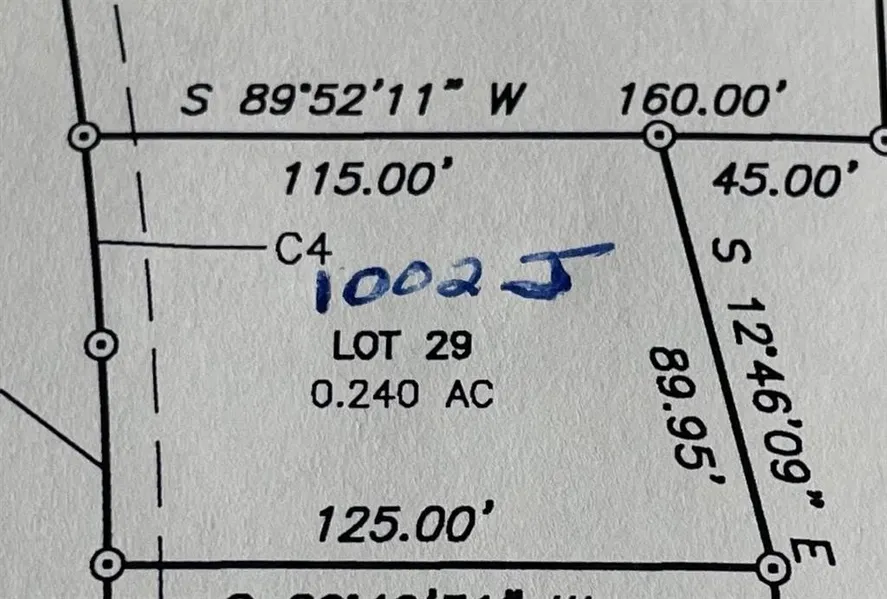 S 89°52'11" W 160.00'
115.00' 45.00'
C4
1002 J
LOT 29
0.240 AC
S 12°46'09" E
89.95'
125.00'